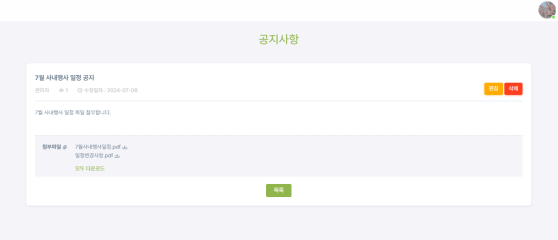 공지사항
7월 사내행사 일정 공지
관리자 1 수정일자 : 2024-07-08
편집 삭제
7월 사내행사 일정 파일 첨부합니다.
첨부파일 7월사내행사일정.pdf
일정변경사항.pdf
모두 다운로드
목록